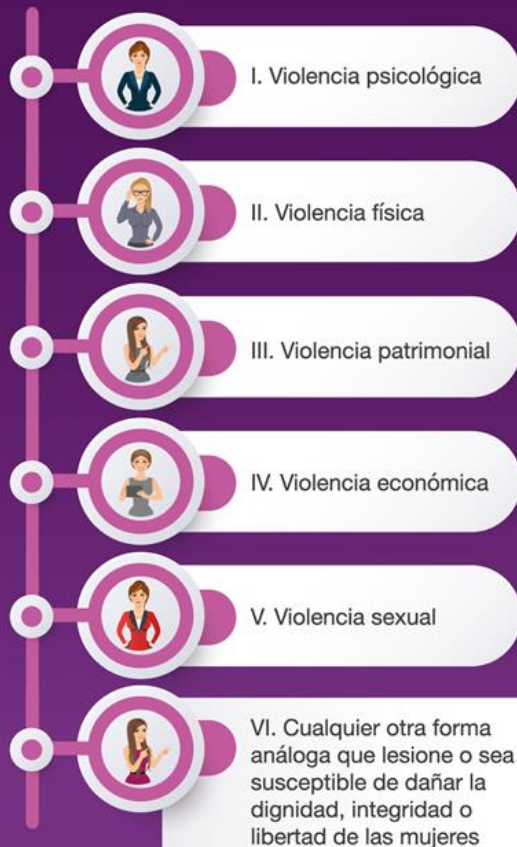 I. Violencia psicológica
II. Violencia física
III. Violencia patrimonial
IV. Violencia económica
V. Violencia sexual
VI. Cualquier otra forma
análoga que lesione o sea
susceptible de dañar la
dignidad, integridad o
libertad de las mujeres